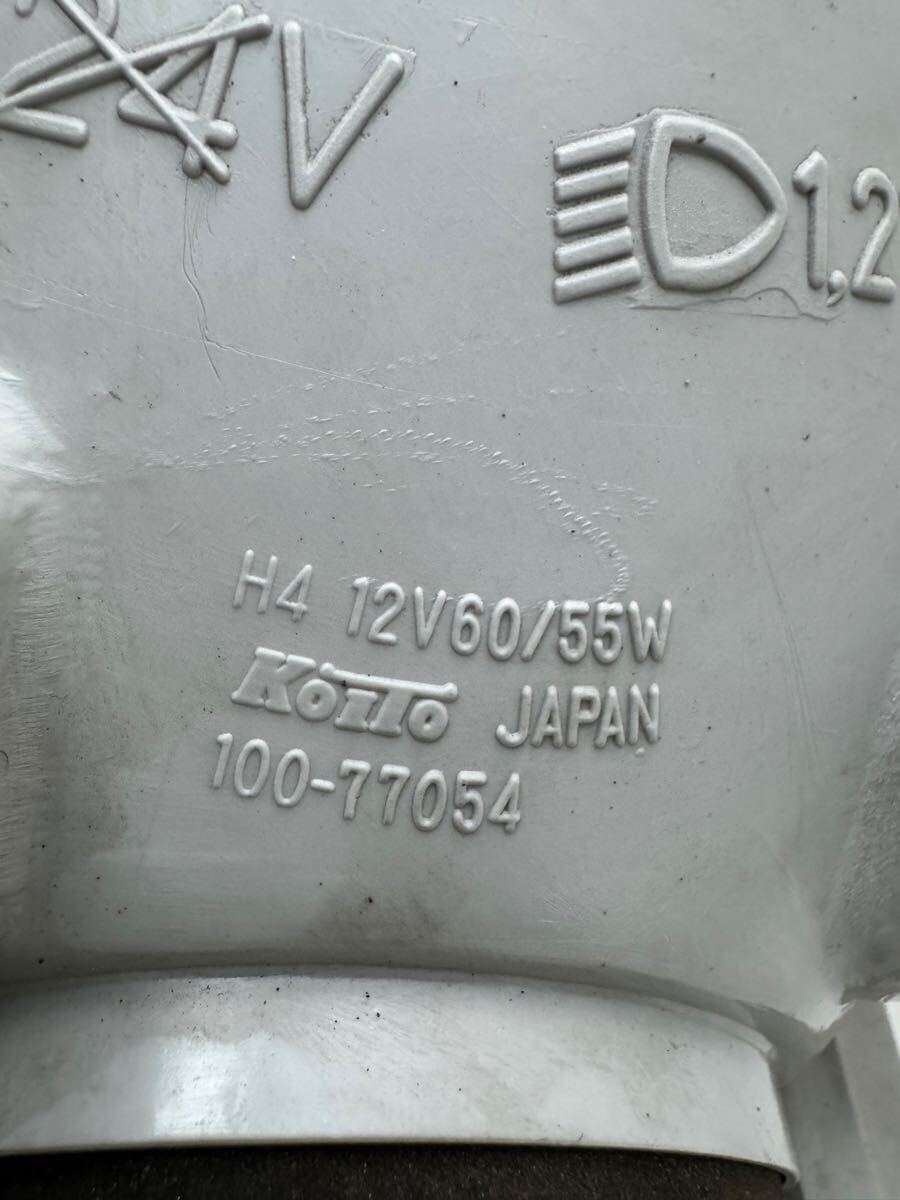 24V
1,2
H4 12V60/55W
KoiTo JAPAN
100-77054